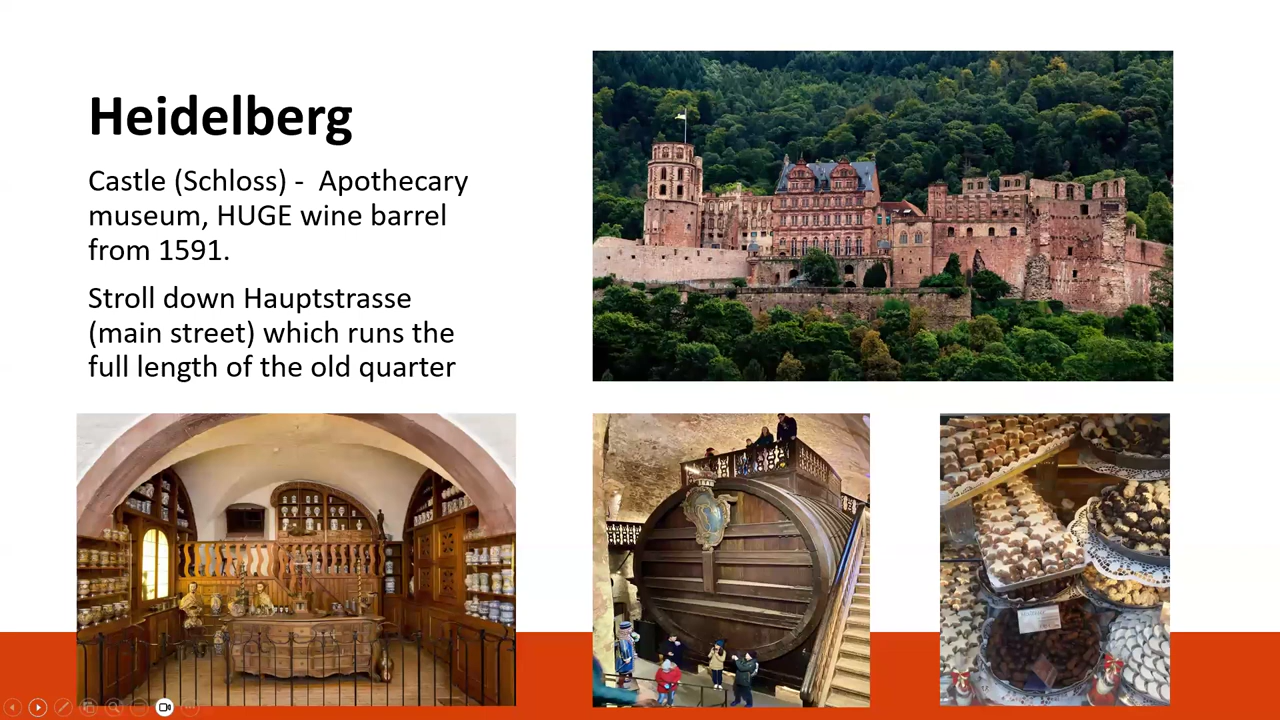 Heidelberg
Castle (Schloss) - Apothecary
museum, HUGE wine barrel
from 1591.
Stroll down Hauptstrasse
(main street) which runs the
full length of the old quarter